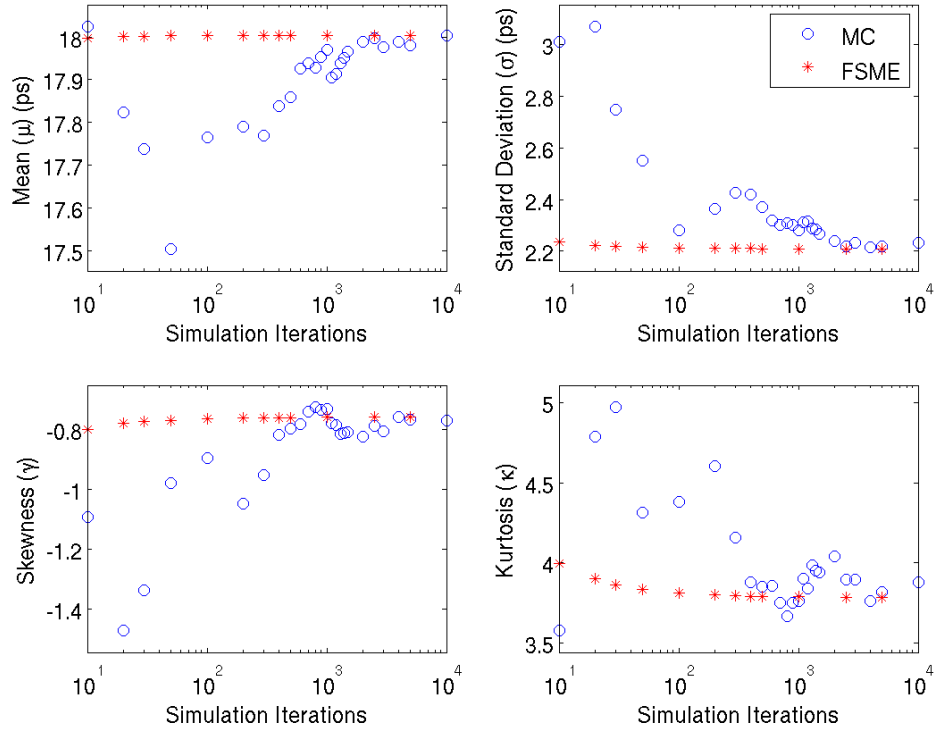 18
17.9
17.8
17.7
17.6
17.5
Mean (μ) (ps)
10^1 10^2 10^3 10^4
Simulation Iterations
3
2.8
2.6
2.4
2.2
Standard Deviation (σ) (ps)
MC
FSME
10^1 10^2 10^3 10^4
Simulation Iterations
-0.8
-1
-1.2
-1.4
Skewness (γ)
10^1 10^2 10^3 10^4
Simulation Iterations
5
4.5
4
3.5
Kurtosis (κ)
10^1 10^2 10^3 10^4
Simulation Iterations